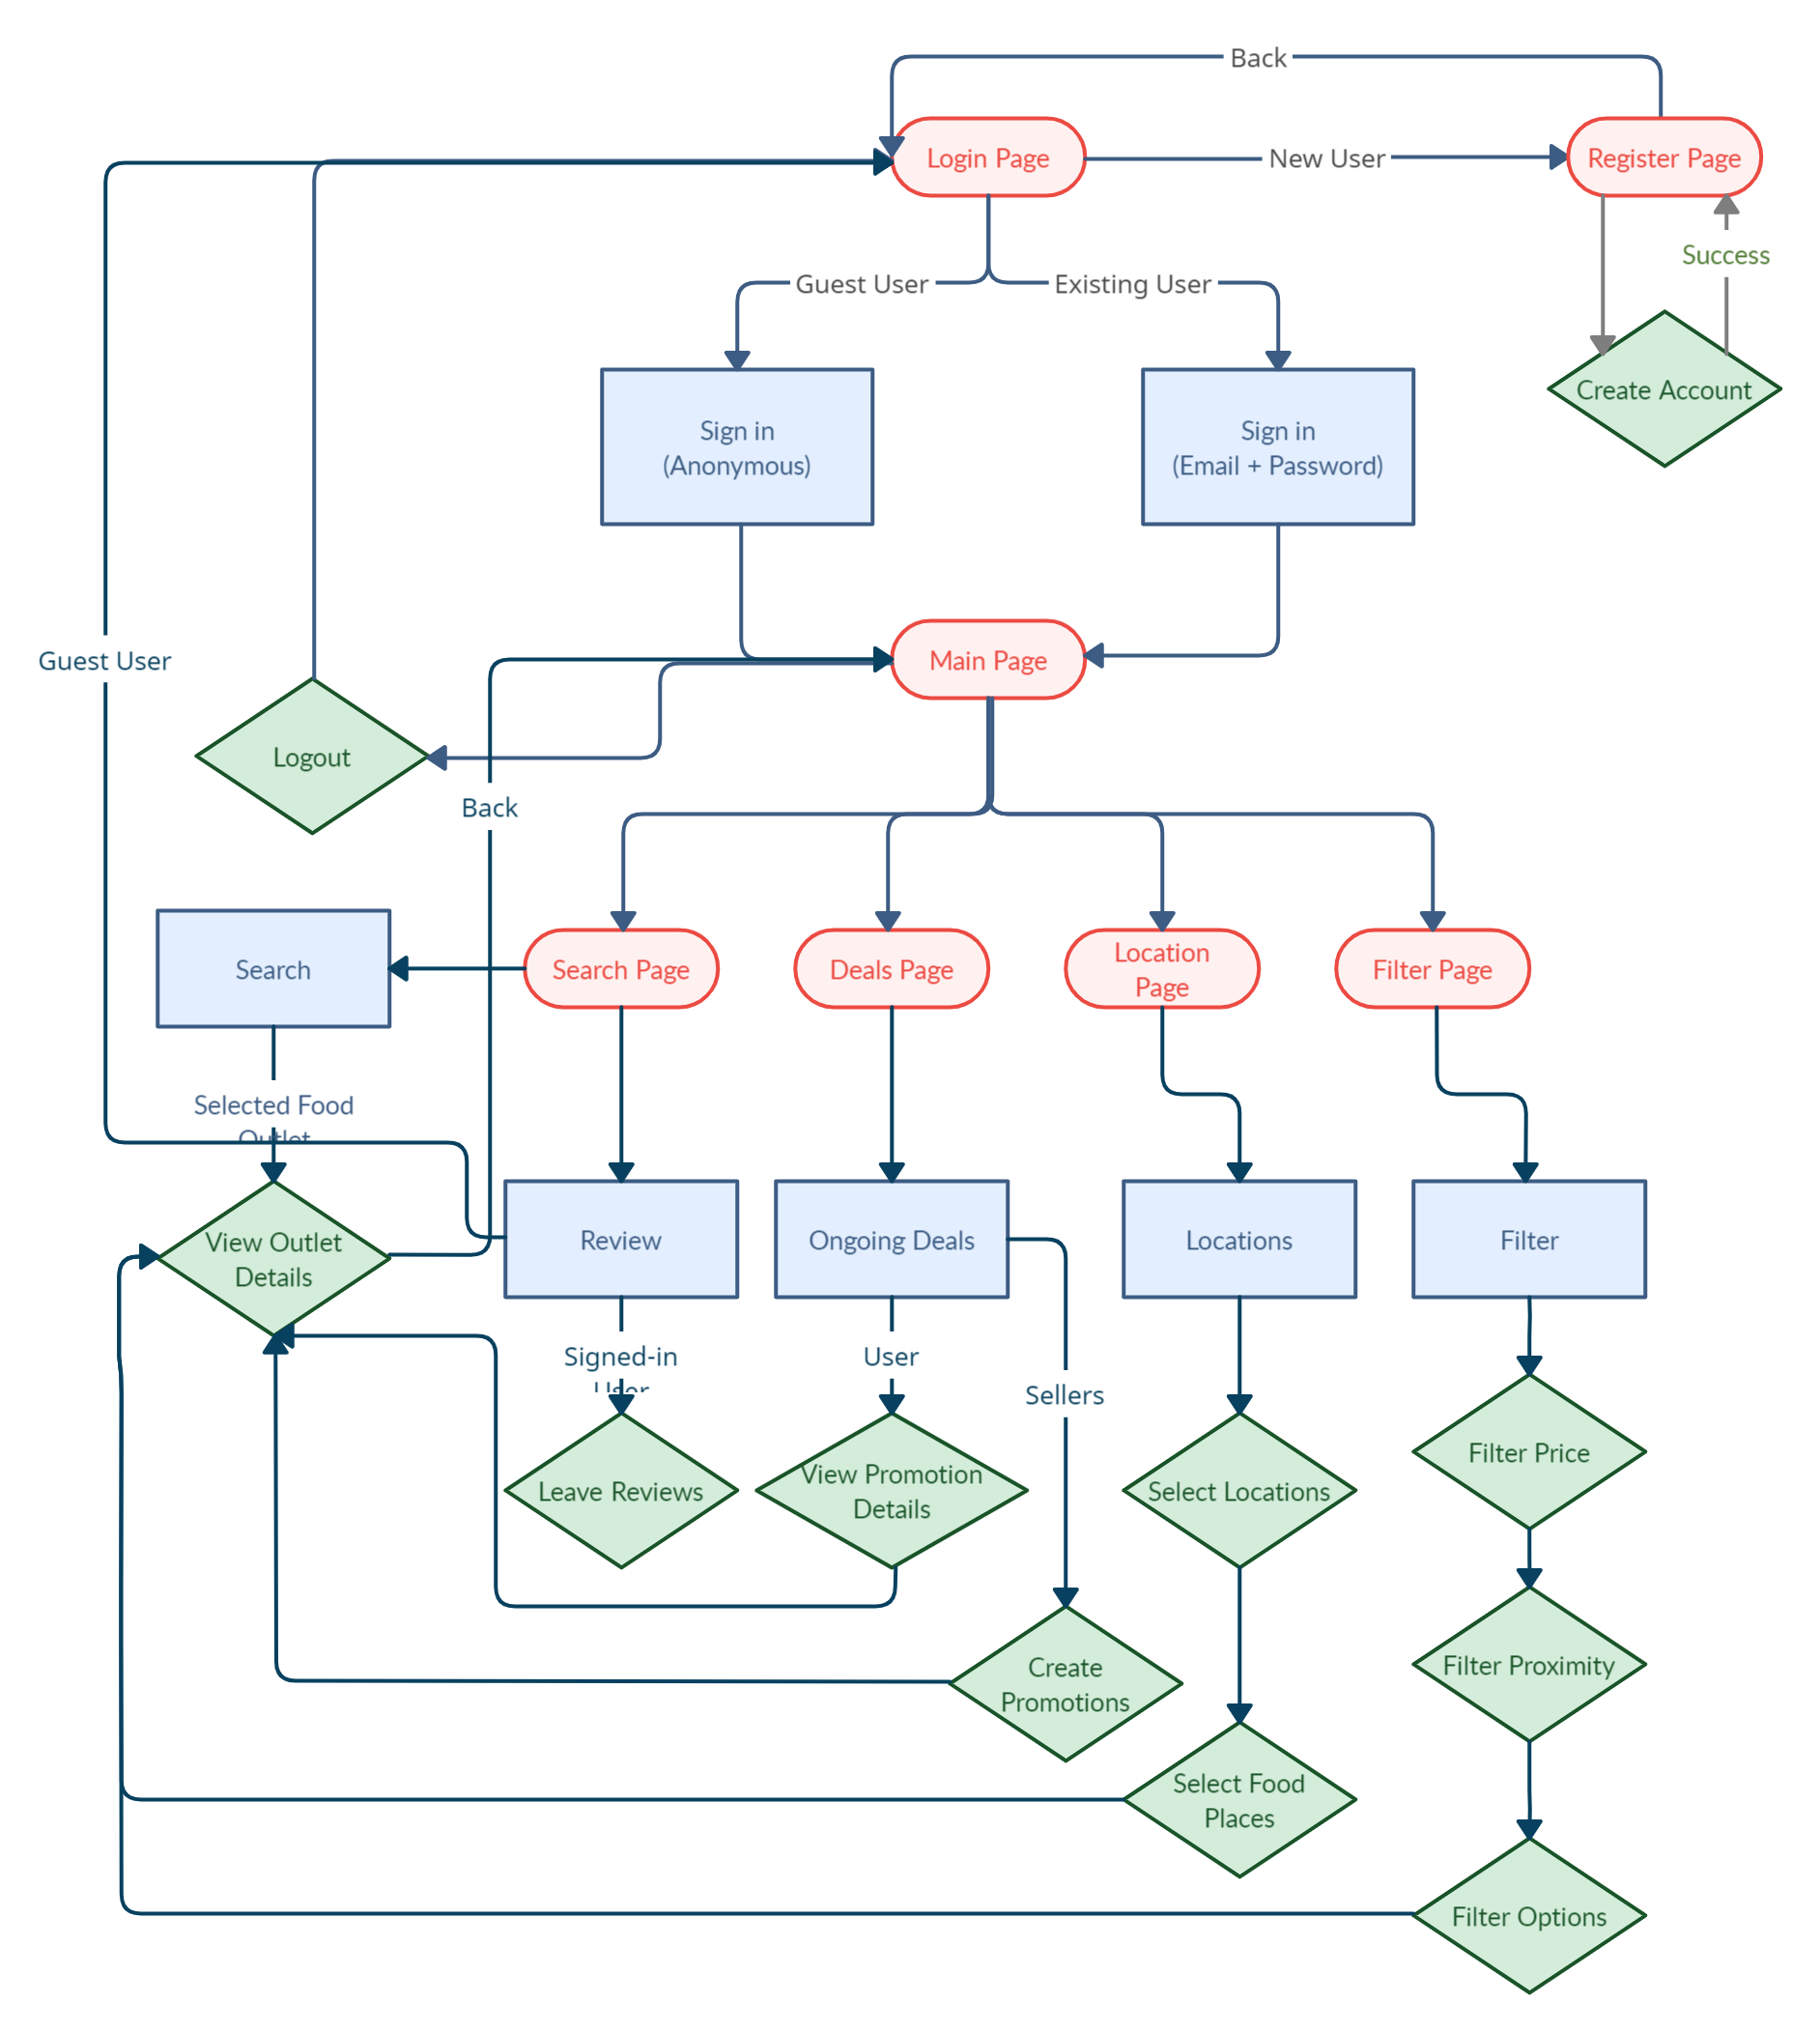 Back
Login Page
New User
Register Page
Success
Guest User
Existing User
Create Account
Sign in
(Anonymous)
Sign in
(Email + Password)
Guest User
Main Page
Logout
Back
Search
Search Page
Deals Page
Location
Page
Filter Page
Selected Food
Outlet
View Outlet
Details
Review
Ongoing Deals
Locations
Filter
Signed-in
User
User
Sellers
Leave Reviews
View Promotion
Details
Select Locations
Filter Price
Create
Promotions
Filter Proximity
Select Food
Places
Filter Options